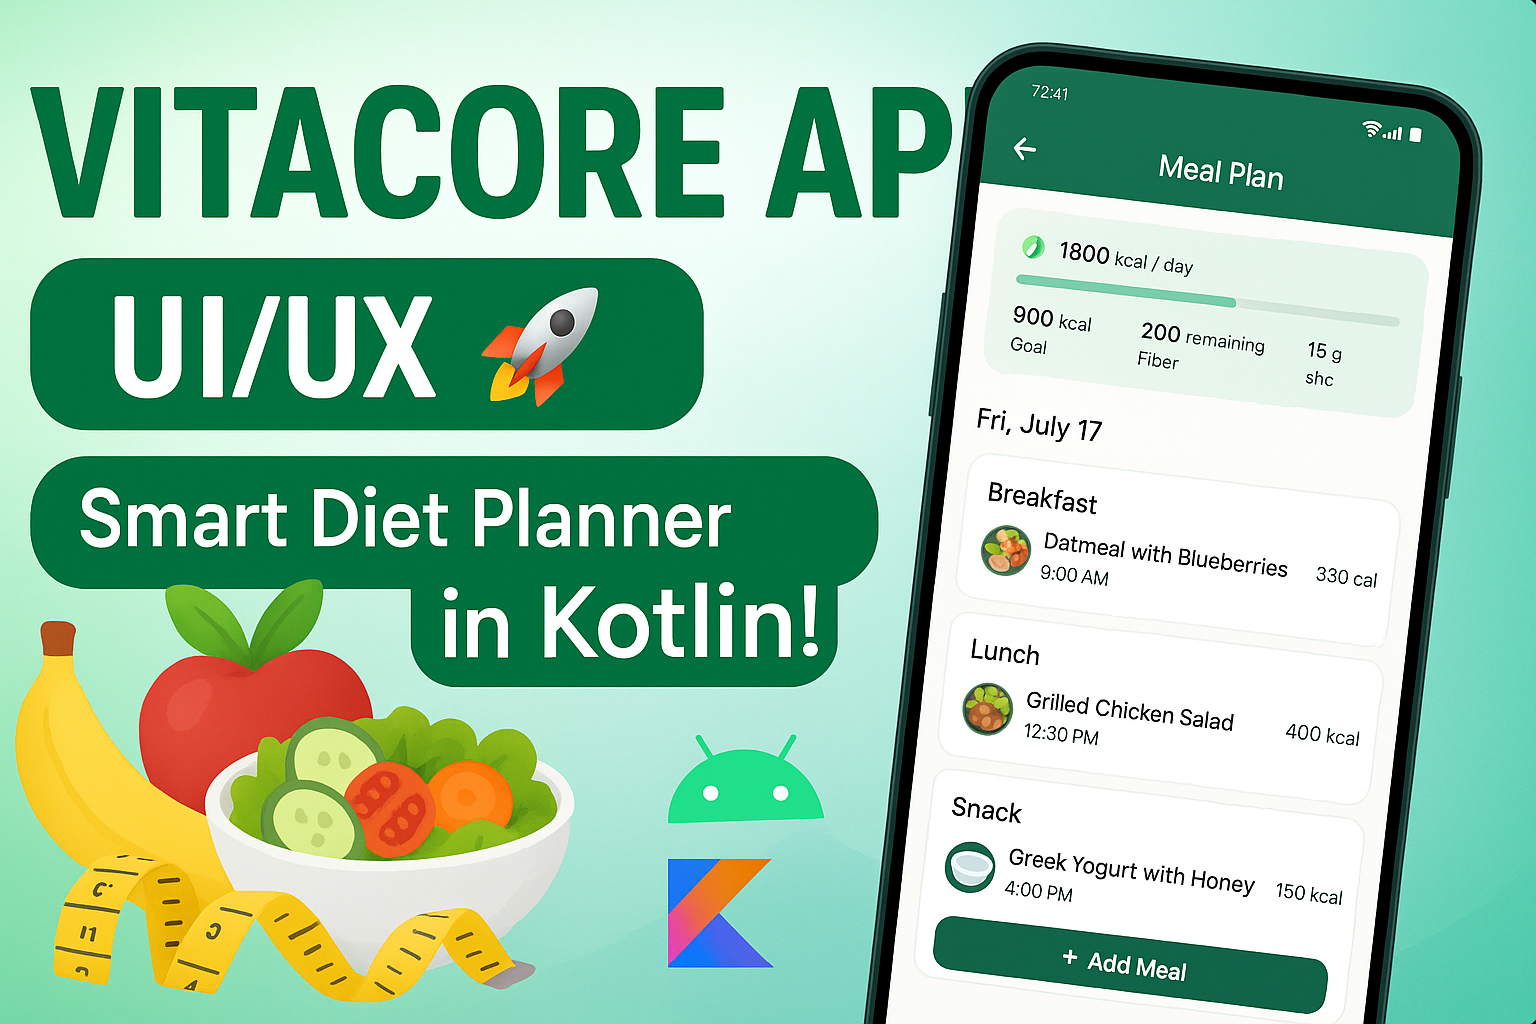 VITACORE AP
UI/UX
Smart Diet Planner
in Kotlin!
72:41
Meal Plan
1800 kcal / day
900 kcal
Goal
200 remaining
Fiber
15 g
shc
Fri, July 17
Breakfast
Datmeal with Blueberries
330 cal
9:00 AM
Lunch
Grilled Chicken Salad
400 kcal
12:30 PM
Snack
Greek Yogurt with Honey
150 kcal
4:00 PM
+ Add Meal